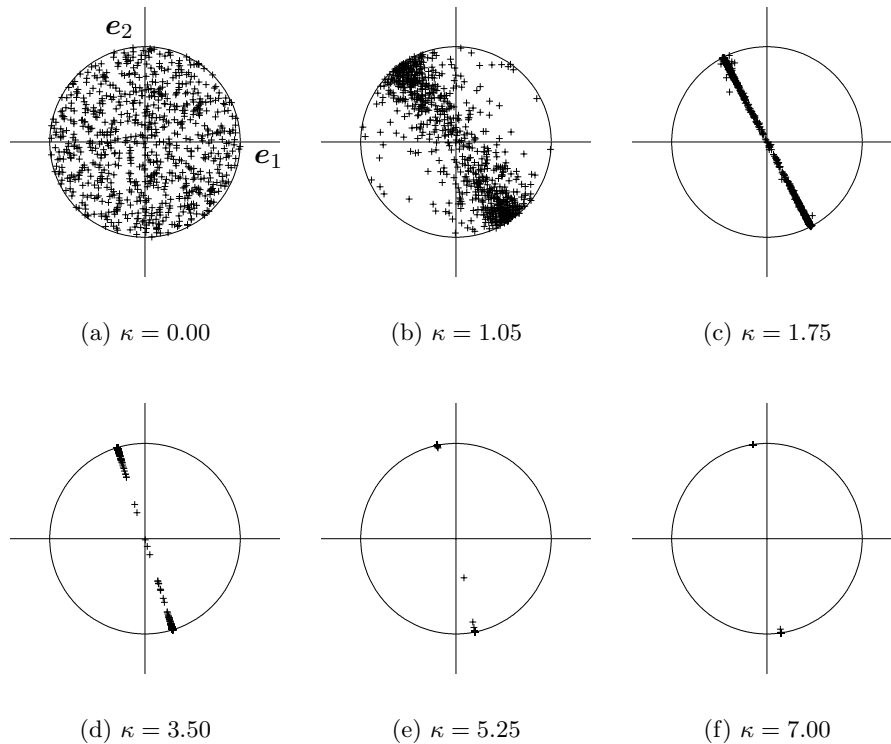 e₂
e₁
(a) κ = 0.00 (b) κ = 1.05 (c) κ = 1.75
(d) κ = 3.50 (e) κ = 5.25 (f) κ = 7.00